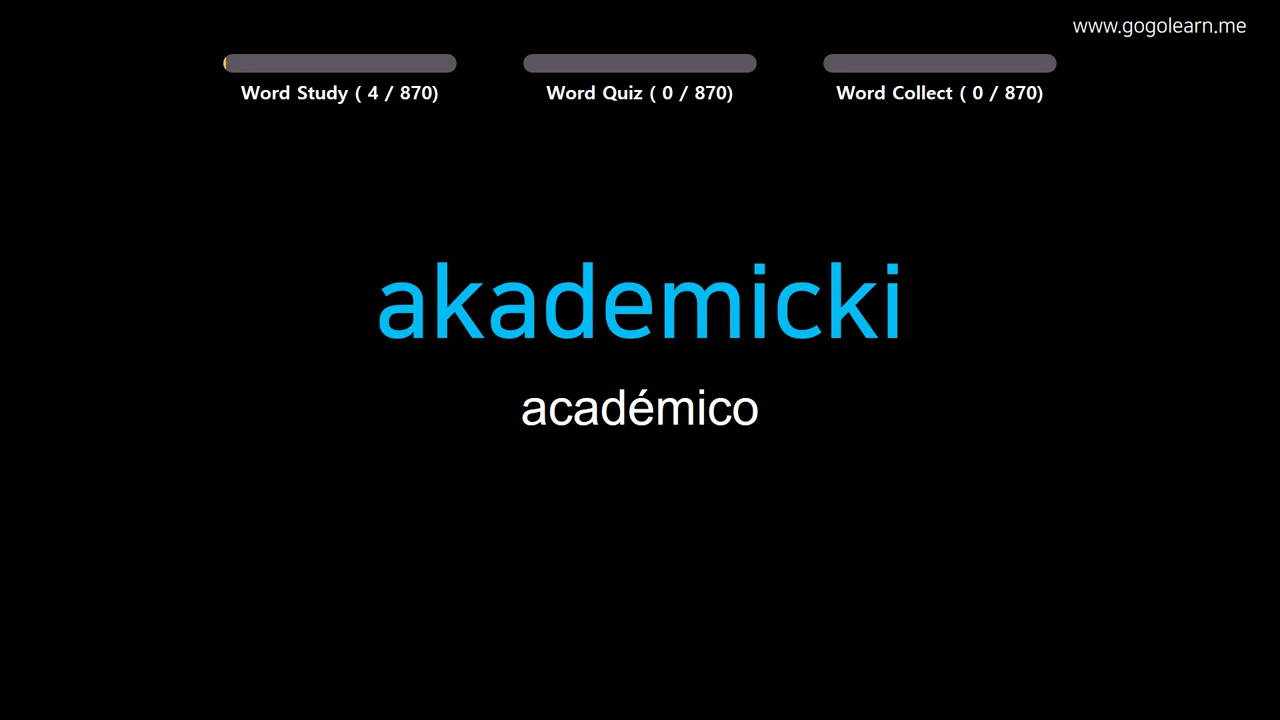 www.gogolearn.me
Word Study ( 4 / 870)
Word Quiz ( 0 / 870)
Word Collect ( 0 / 870)
akademicki
académico